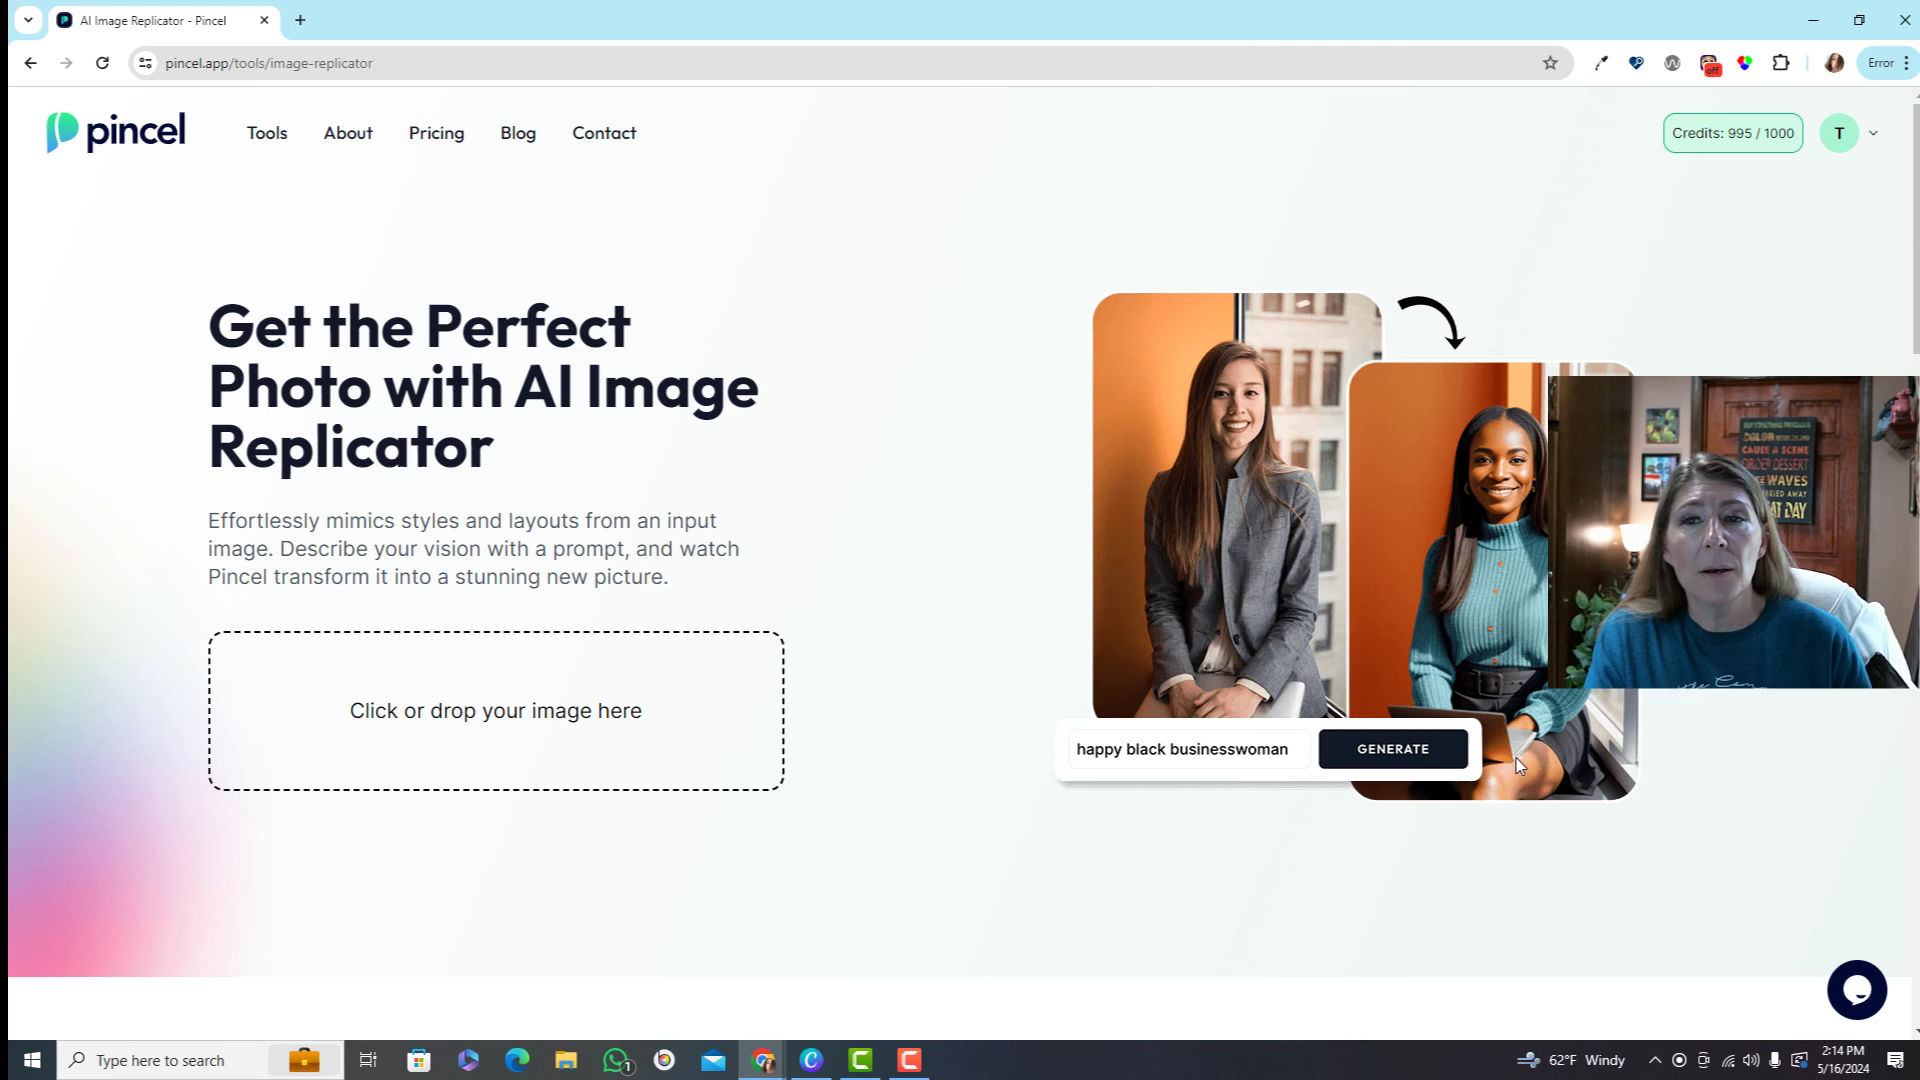 AI Image Replicator - Pincel
pincel.app/tools/image-replicator
off
Error
pincel
Tools
About
Pricing
Blog
Contact
Credits: 995 / 1000
T
Get the Perfect
Photo with AI Image
Replicator
Effortlessly mimics styles and layouts from an input
image. Describe your vision with a prompt, and watch
Pincel transform it into a stunning new picture.
Click or drop your image here
COLOR
CAUSE A SCENE
ORDER DESSERT
WAVES
happy black businesswoman
GENERATE
Type here to search
1
62°F Windy
2:14 PM
5/16/2024